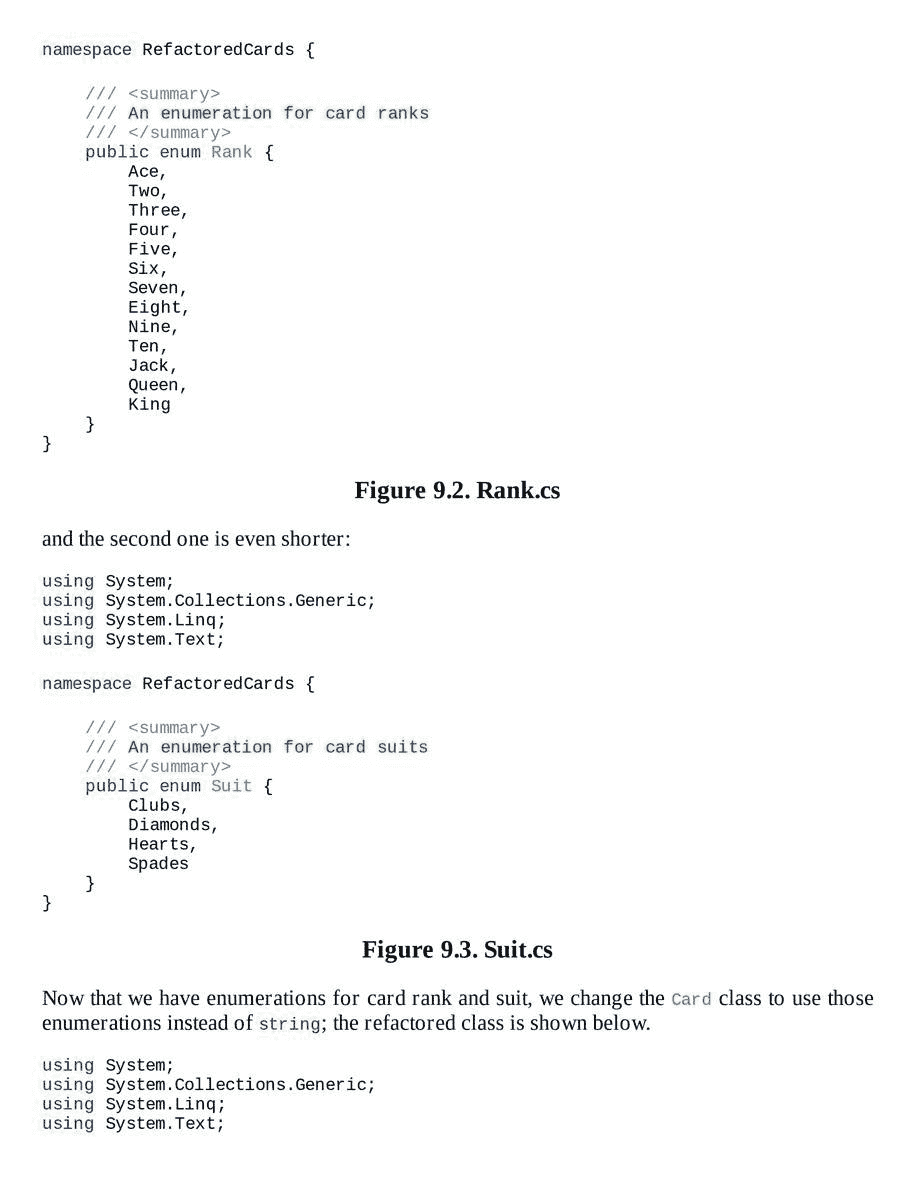 namespace RefactoredCards {
/// <summary>
/// An enumeration for card ranks
/// </summary>
public enum Rank {
Ace,
Two,
Three,
Four,
Five,
Six,
Seven,
Eight,
Nine,
Ten,
Jack,
Queen,
King
}
}
Figure 9.2. Rank.cs
and the second one is even shorter:
using System;
using System.Collections.Generic;
using System.Linq;
using System.Text;
namespace RefactoredCards {
/// <summary>
/// An enumeration for card suits
/// </summary>
public enum Suit {
Clubs,
Diamonds,
Hearts,
Spades
}
}
Figure 9.3. Suit.cs
Now that we have enumerations for card rank and suit, we change the Card class to use those
enumerations instead of string; the refactored class is shown below.
using System;
using System.Collections.Generic;
using System.Linq;
using System.Text;